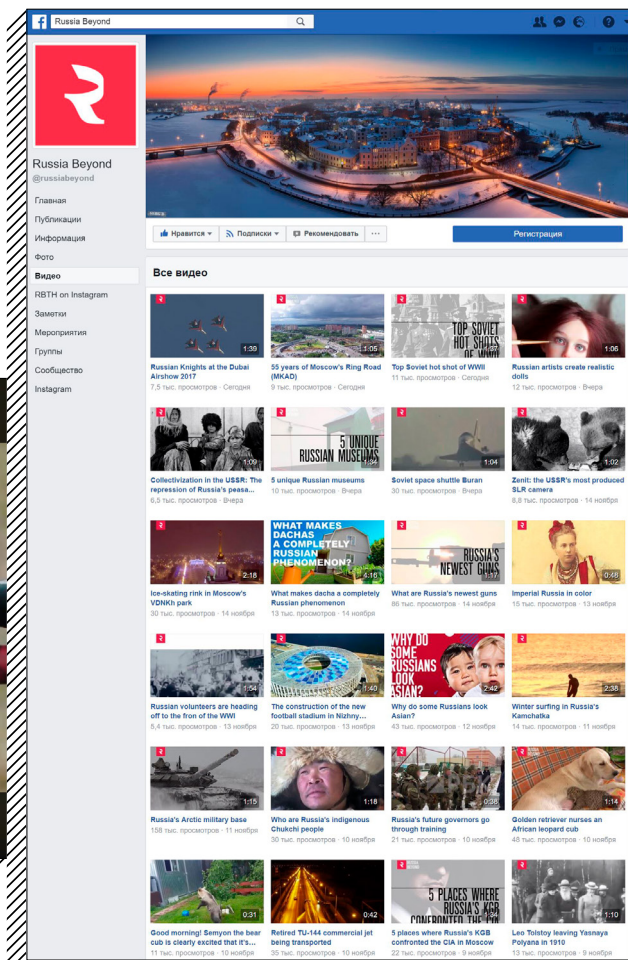 Russia Beyond
Russia Beyond
@russiabeyond
Главная
Публикации
Информация
Фото
Видео
RBTH on Instagram
Заметки
Мероприятия
Группы
Сообщество
Instagram
Нравится
Подписки
Рекомендовать
Регистрация
Все видео
1:39
1:05
TOP SOVIET
HOT SHOTS
OF WWII
:37
1:06
Russian Knights at the Dubai
Airshow 2017
7,5 тыс. просмотров · Сегодня
55 years of Moscow's Ring Road
(MKAD)
9 тыс. просмотров · Сегодня
Top Soviet hot shot of WWII
11 тыс. просмотров · Сегодня
Russian artists create realistic
dolls
12 тыс. просмотров · Вчера
1:09
5 UNIQUE
RUSSIAN MUSEUMS
1:34
1:04
1:02
Collectivization in the USSR: The
repression of Russia's peasa...
6,5 тыс. просмотров · Вчера
5 unique Russian museums
10 тыс. просмотров · Вчера
Soviet space shuttle Buran
30 тыс. просмотров · Вчера
Zenit: the USSR's most produced
SLR camera
8,8 тыс. просмотров · 14 ноября
2:18
WHAT MAKES
DACHAS
A COMPLETELY
RUSSIAN
PHENOMENON?
4:16
RUSSIA'S
NEWEST GUNS
1:17
0:48
Ice-skating rink in Moscow's
VDNKh park
30 тыс. просмотров · 14 ноября
What makes dacha a completely
Russian phenomenon
13 тыс. просмотров · 14 ноября
What are Russia's newest guns
86 тыс. просмотров · 14 ноября
Imperial Russia in color
15 тыс. просмотров · 13 ноября
1:54
1:40
WHY DO
SOME
RUSSIANS
LOOK
ASIAN?
2:42
2:38
Russian volunteers are heading
off to the fron of the WWI
5,4 тыс. просмотров · 13 ноября
The construction of the new
football stadium in Nizhny...
20 тыс. просмотров · 13 ноября
Why do some Russians look
Asian?
43 тыс. просмотров · 12 ноября
Winter surfing in Russia's
Kamchatka
14 тыс. просмотров · 11 ноября
1:15
1:18
0:38
1:14
Russia's Arctic military base
158 тыс. просмотров · 11 ноября
Who are Russia's indigenous
Chukchi people
30 тыс. просмотров · 10 ноября
Russia's future governors go
through training
21 тыс. просмотров · 10 ноября
Golden retriever nurses an
African leopard cub
48 тыс. просмотров · 10 ноября
0:31
0:42
5 PLACES WHERE
RUSSIA'S KGB
CONFRONTED THE CIA
1:34
1:10
Good morning! Semyon the bear
cub is clearly excited that it's...
11 тыс. просмотров · 10 ноября
Retired TU-144 commercial jet
being transported
35 тыс. просмотров · 10 ноября
5 places where Russia's KGB
confronted the CIA in Moscow
22 тыс. просмотров · 9 ноября
Leo Tolstoy leaving Yasnaya
Polyana in 1910
13 тыс. просмотров · 9 ноября